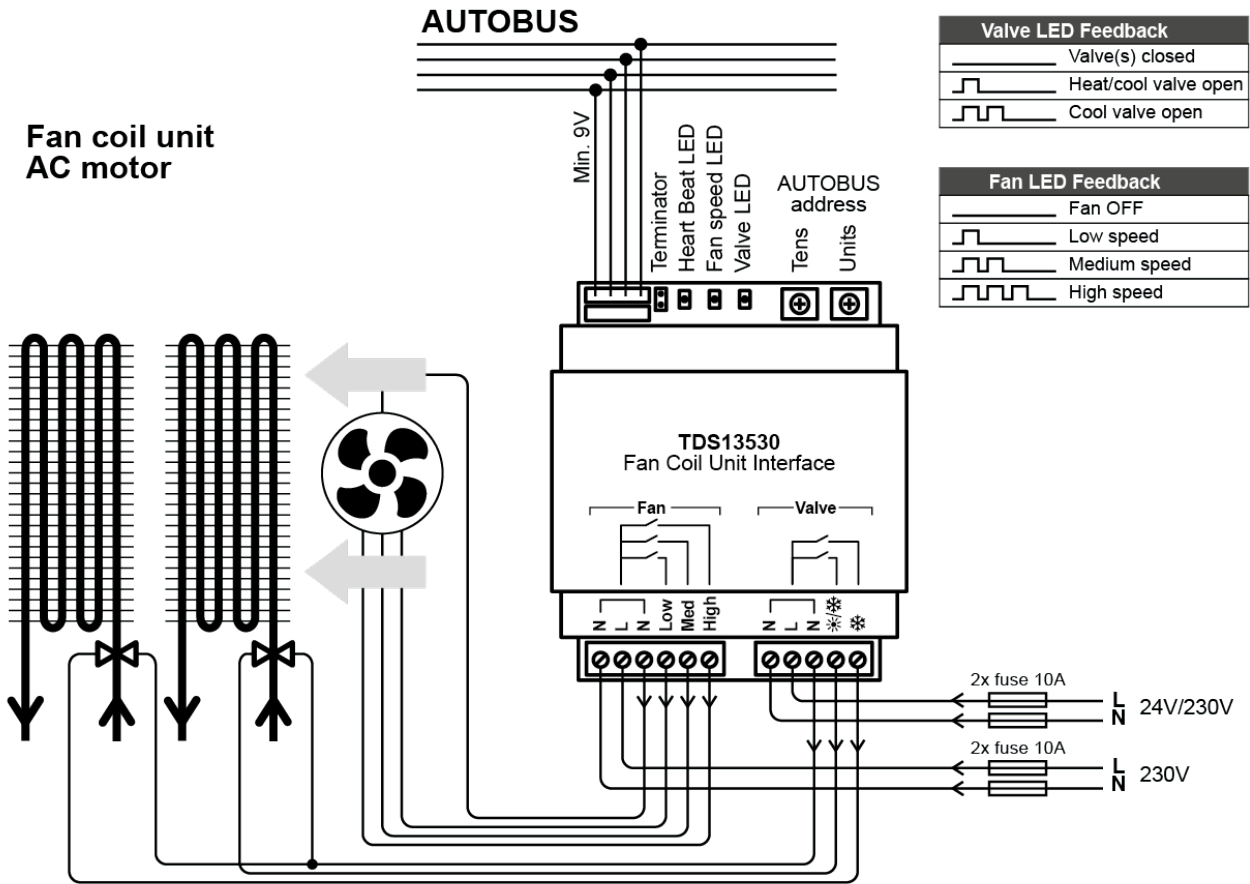 AUTOBUS
Fan coil unit
AC motor
Valve LED Feedback
Valve(s) closed
Heat/cool valve open
Cool valve open
Fan LED Feedback
Fan OFF
Low speed
Medium speed
High speed
Min. 9V
Terminator
Heart Beat LED
Fan speed LED
Valve LED
AUTOBUS
address
Tens
Units
TDS13530
Fan Coil Unit Interface
Fan
Valve
N
L
N
Low
Med
High
N
L
N
/
2x fuse 10A
L
N
24V/230V
2x fuse 10A
L
N
230V